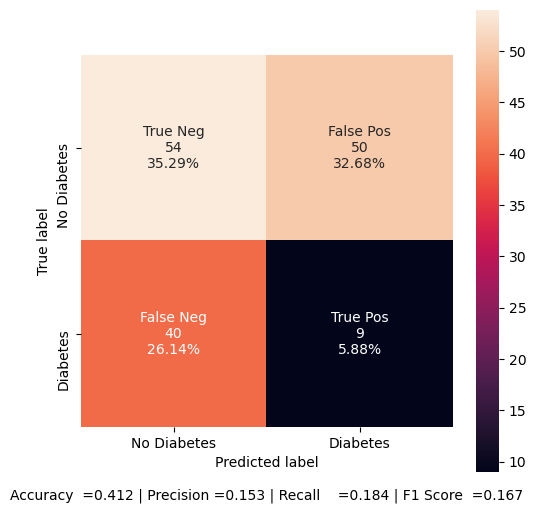 True Neg
54
35.29%
False Pos
50
32.68%
False Neg
40
26.14%
True Pos
9
5.88%
True label
No Diabetes
Diabetes
No Diabetes
Diabetes
Predicted label
50
45
40
35
30
25
20
15
10
Accuracy =0.412 | Precision =0.153 | Recall =0.184 | F1 Score =0.167